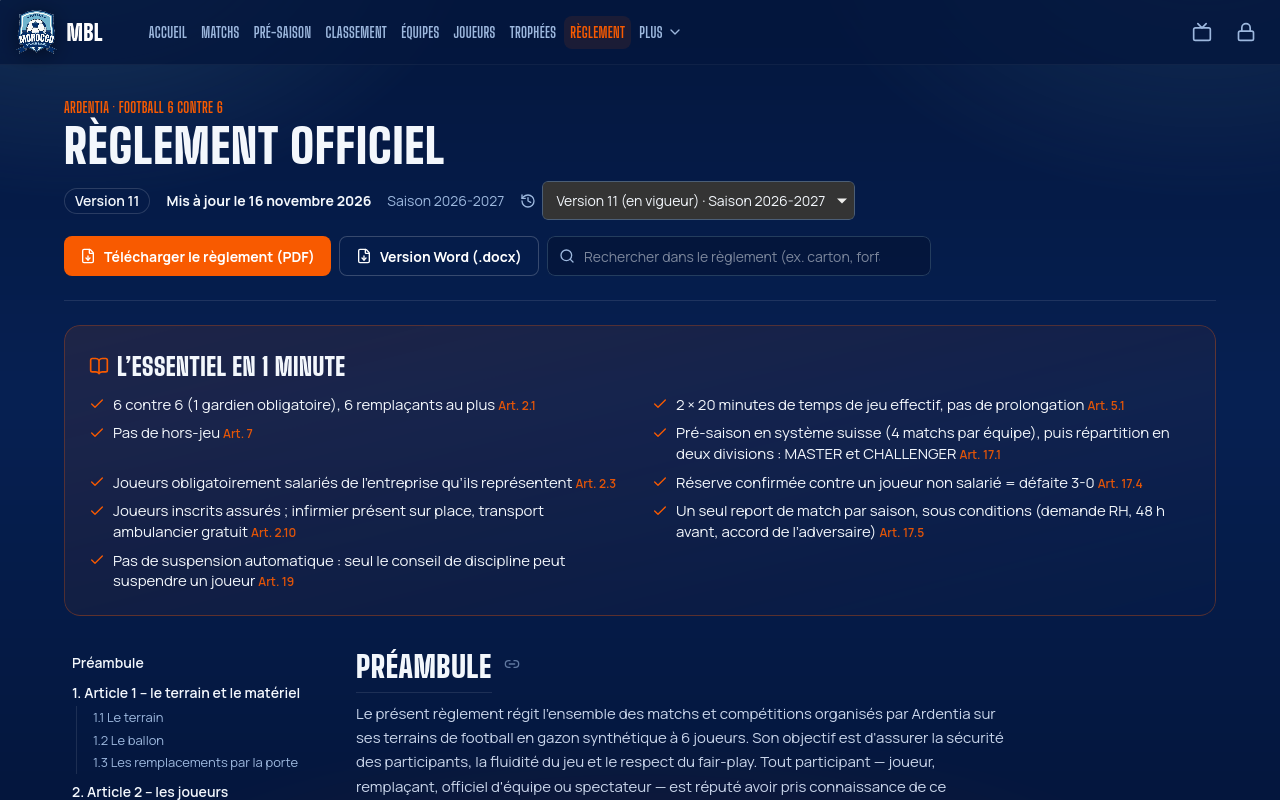 MOROCCO
MBL
ACCUEIL
MATCHS
PRÉ-SAISON
CLASSEMENT
ÉQUIPES
JOUEURS
TROPHÉES
RÈGLEMENT
PLUS
ARDENTIA · FOOTBALL 6 CONTRE 6
RÈGLEMENT OFFICIEL
Version 11
Mis à jour le 16 novembre 2026
Saison 2026-2027
Version 11 (en vigueur) · Saison 2026-2027
Télécharger le règlement (PDF)
Version Word (.docx)
Rechercher dans le règlement (ex. carton, forf
L'ESSENTIEL EN 1 MINUTE
6 contre 6 (1 gardien obligatoire), 6 remplaçants au plus Art. 2.1
2 × 20 minutes de temps de jeu effectif, pas de prolongation Art. 5.1
Pas de hors-jeu Art. 7
Pré-saison en système suisse (4 matchs par équipe), puis répartition en
deux divisions : MASTER et CHALLENGER Art. 17.1
Joueurs obligatoirement salariés de l'entreprise qu'ils représentent Art. 2.3
Réserve confirmée contre un joueur non salarié = défaite 3-0 Art. 17.4
Joueurs inscrits assurés ; infirmier présent sur place, transport
ambulancier gratuit Art. 2.10
Un seul report de match par saison, sous conditions (demande RH, 48 h
avant, accord de l'adversaire) Art. 17.5
Pas de suspension automatique : seul le conseil de discipline peut
suspendre un joueur Art. 19
Préambule
1. Article 1 – le terrain et le matériel
1.1 Le terrain
1.2 Le ballon
1.3 Les remplacements par la porte
2. Article 2 – les joueurs
PRÉAMBULE
Le présent règlement régit l'ensemble des matchs et compétitions organisés par Ardentia sur
ses terrains de football en gazon synthétique à 6 joueurs. Son objectif est d'assurer la sécurité
des participants, la fluidité du jeu et le respect du fair-play. Tout participant — joueur,
remplaçant, officiel d'équipe ou spectateur — est réputé avoir pris connaissance de ce